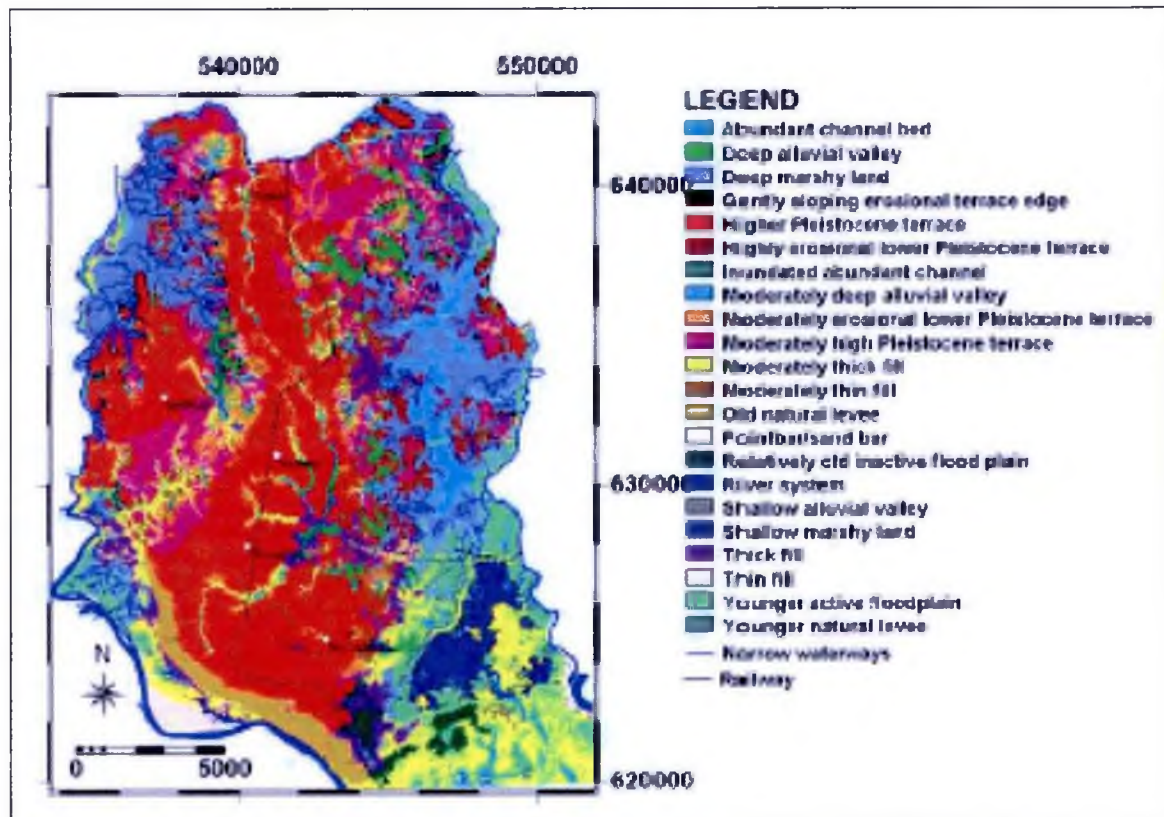 540000 550000
LEGEND
Abundant channel bed
Deep alluvial valley
Deep marshy land
640000
Gently sloping erosional terrace edge
Higher Pleistocene terrace
Highly erosional lower Pleistocene terrace
Inundated abundant channel
Moderately deep alluvial valley
Moderately erosional lower Pleistocene terrace
Moderately high Pleistocene terrace
Moderately thick fill
Moderately thin fill
Old natural levee
Pointbar/sand bar
Relatively old inactive flood plain
630000
River system
Shallow alluvial valley
Shallow marshy land
Thick fill
Thin fill
Younger active floodplain
Younger natural levee
N
Narrow waterways
Railway
0 5000
620000